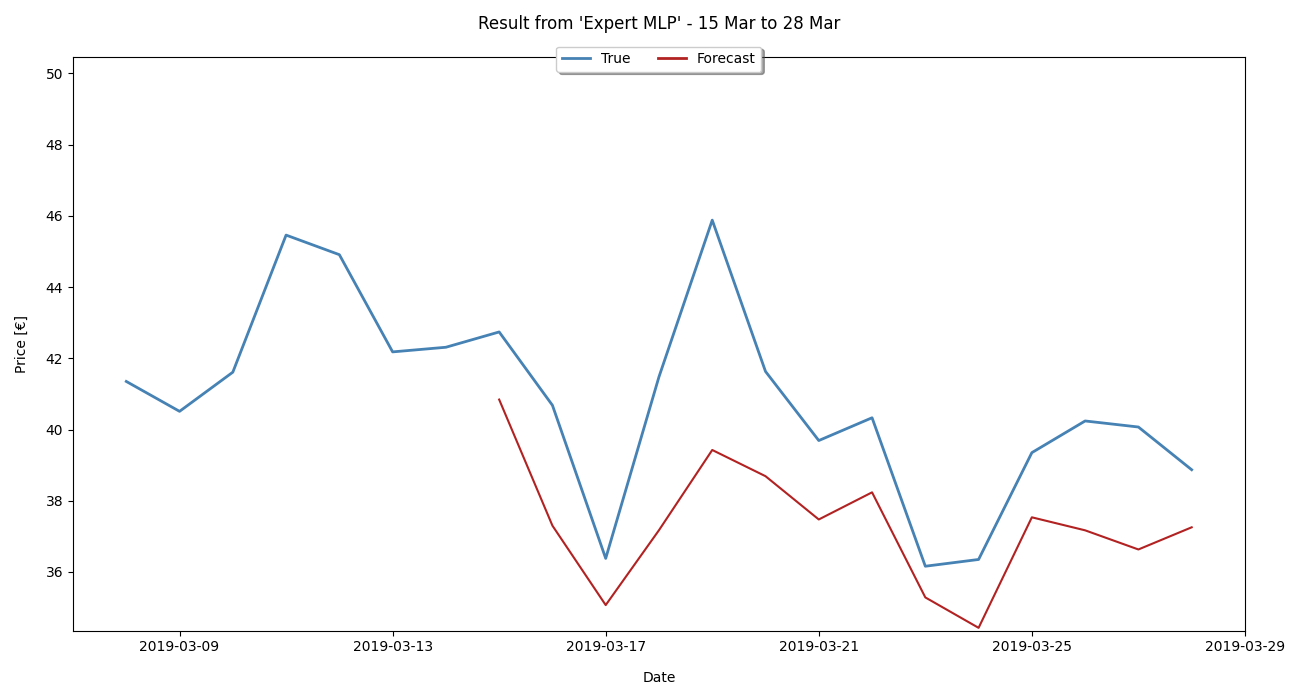 Result from 'Expert MLP' - 15 Mar to 28 Mar
True Forecast
50
48
46
44
42
40
38
36
Price [€]
2019-03-09 2019-03-13 2019-03-17 2019-03-21 2019-03-25 2019-03-29
Date